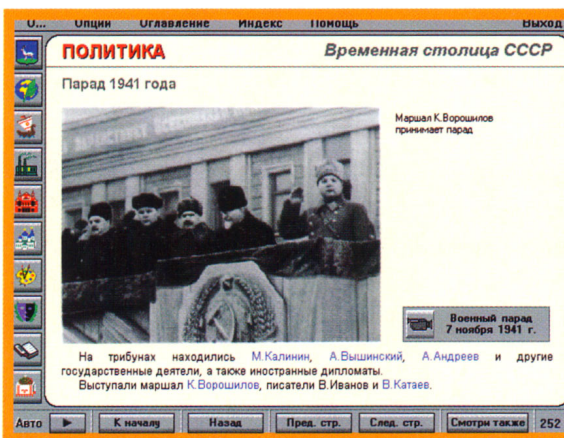 О... Опции Оглавление Индекс Помощь Выход
ПОЛИТИКА
Временная столица СССР
Парад 1941 года
Маршал К.Ворошилов
принимает парад
Военный парад
7 ноября 1941 г.
На трибунах находились М.Калинин, А.Вышинский, А.Андреев и другие
государственные деятели, а также иностранные дипломаты.
Выступали маршал К.Ворошилов, писатели В.Иванов и В.Катаев.
Авто К началу Назад Пред. стр. След. стр. Смотри также 252